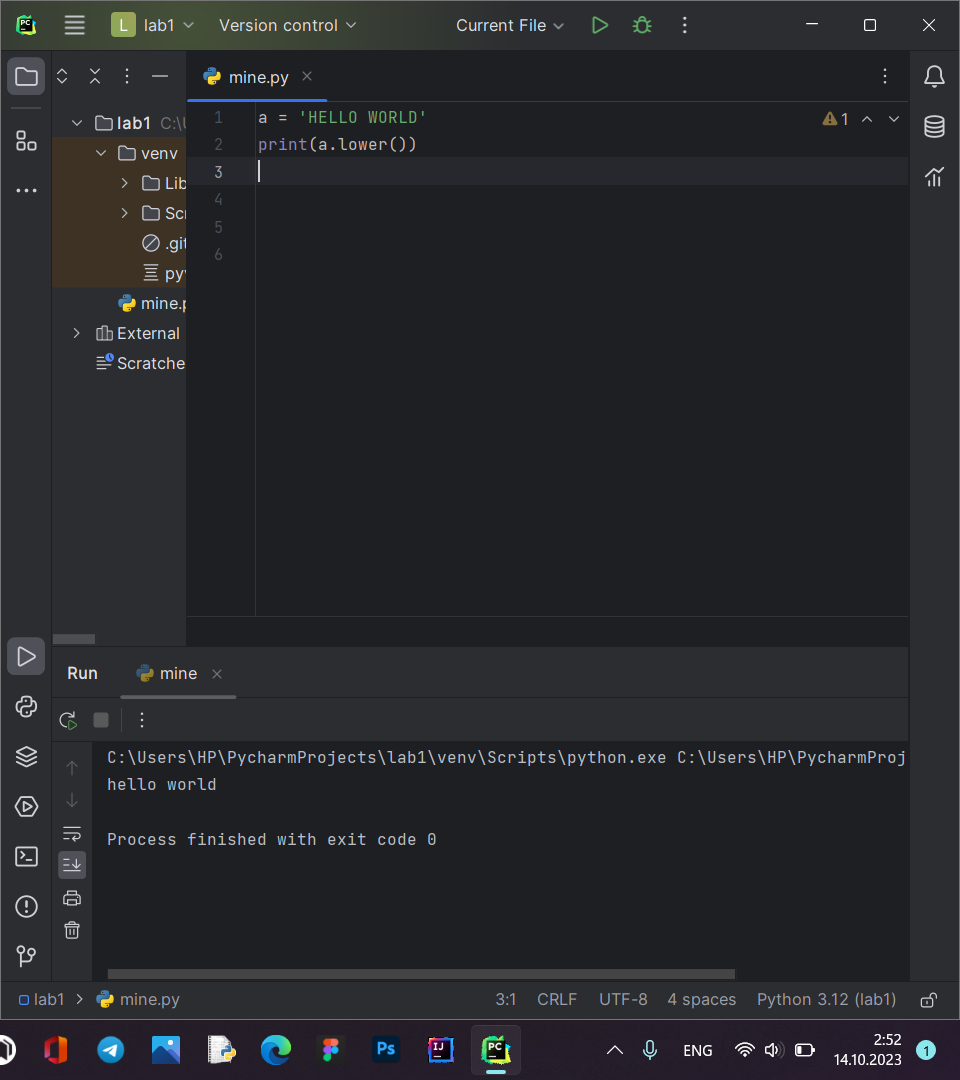 L lab1 Version control Current File
mine.py
lab1 C:\U
venv
Lib
Scr
.git
pyv
mine.p
External
Scratche
1 a = 'HELLO WORLD'
2 print(a.lower())
3
4
5
6
1
Run mine
C:\Users\HP\PycharmProjects\lab1\venv\Scripts\python.exe C:\Users\HP\PycharmProj
hello world
Process finished with exit code 0
lab1 > mine.py 3:1 CRLF UTF-8 4 spaces Python 3.12 (lab1)
Ps IJ PC ENG 2:52
14.10.2023 1